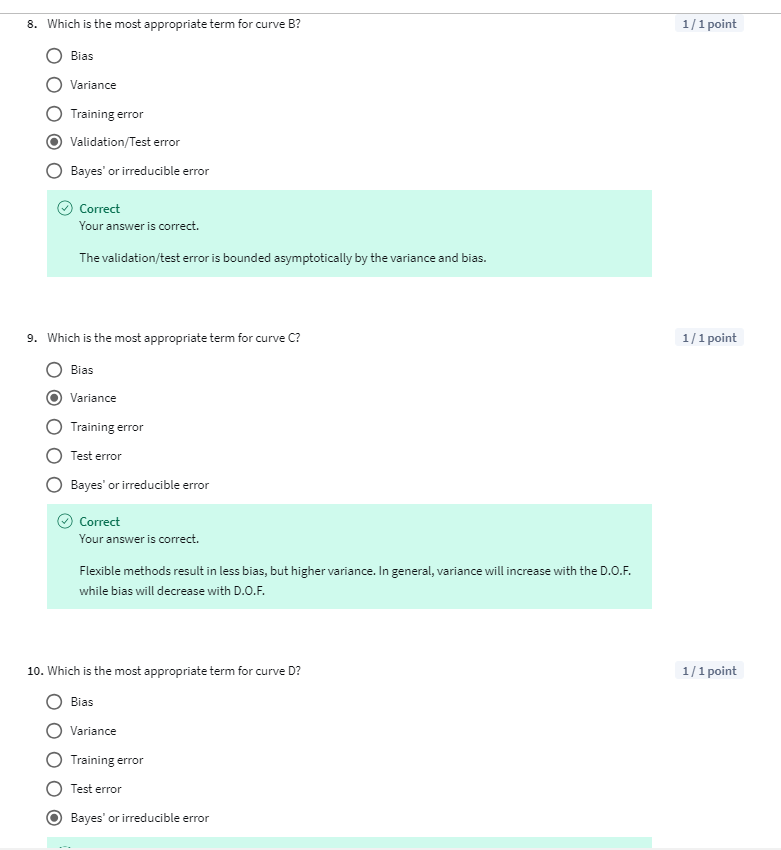 8. Which is the most appropriate term for curve B? 1 / 1 point
Bias
Variance
Training error
Validation/Test error
Bayes' or irreducible error
Correct
Your answer is correct.
The validation/test error is bounded asymptotically by the variance and bias.
9. Which is the most appropriate term for curve C? 1 / 1 point
Bias
Variance
Training error
Test error
Bayes' or irreducible error
Correct
Your answer is correct.
Flexible methods result in less bias, but higher variance. In general, variance will increase with the D.O.F.
while bias will decrease with D.O.F.
10. Which is the most appropriate term for curve D? 1 / 1 point
Bias
Variance
Training error
Test error
Bayes' or irreducible error